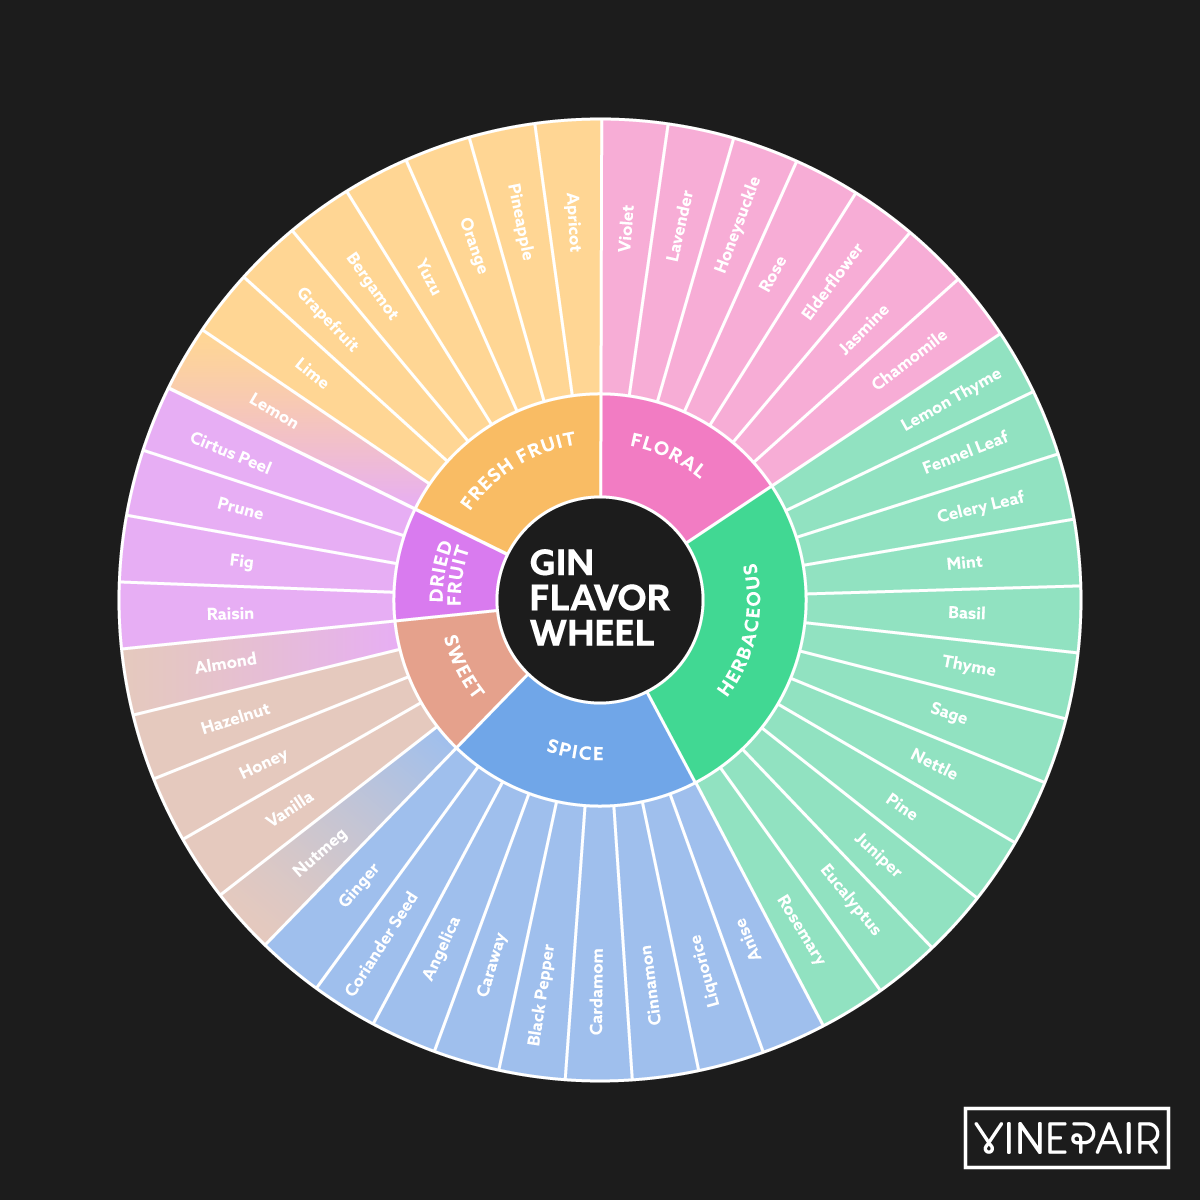 GIN
FLAVOR
WHEEL
FLORAL
Violet
Lavender
Honeysuckle
Rose
Elderflower
Jasmine
Chamomile
HERBACEOUS
Lemon Thyme
Fennel Leaf
Celery Leaf
Mint
Basil
Thyme
Sage
Nettle
Pine
Juniper
Eucalyptus
Rosemary
SPICE
Anise
Liquorice
Cinnamon
Cardamom
Black Pepper
Caraway
Angelica
Coriander Seed
Ginger
Nutmeg
SWEET
Vanilla
Honey
Hazelnut
Almond
DRIED
FRUIT
Raisin
Fig
Prune
Cirtus Peel
FRESH FRUIT
Lemon
Lime
Grapefruit
Bergamot
Yuzu
Orange
Pineapple
Apricot
VINEPAIR